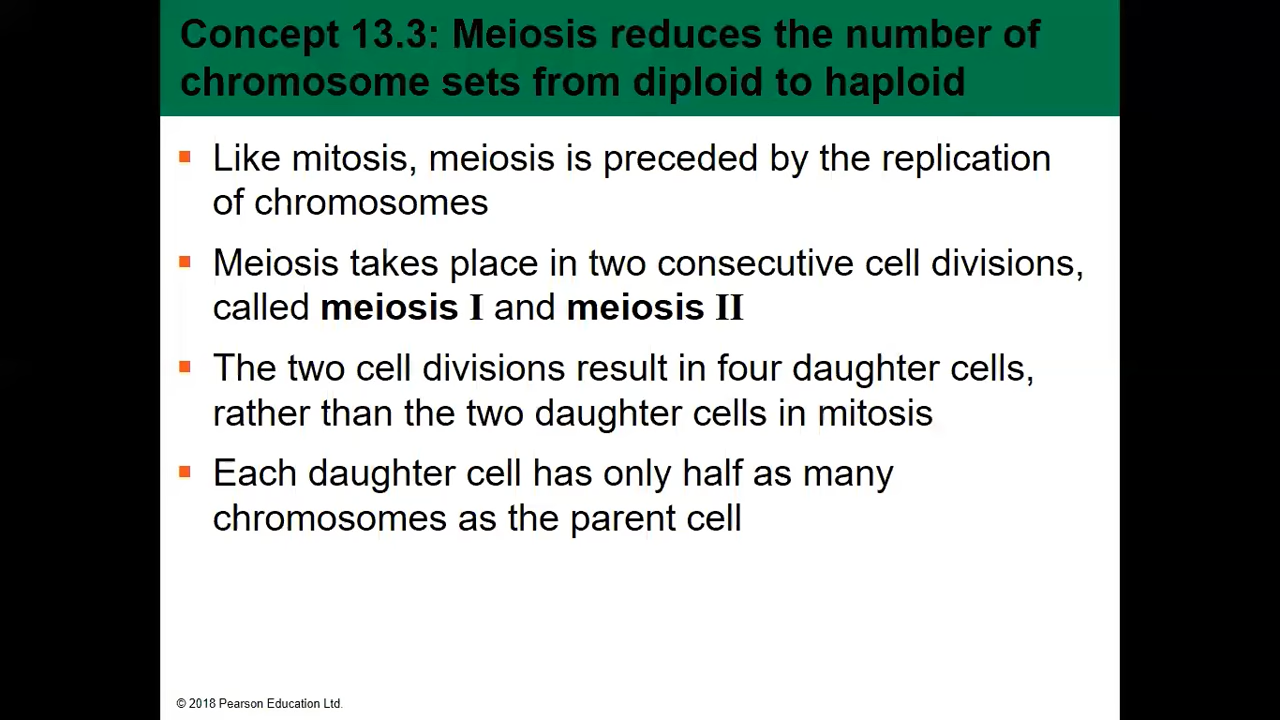 Concept 13.3: Meiosis reduces the number of
chromosome sets from diploid to haploid
Like mitosis, meiosis is preceded by the replication
of chromosomes
Meiosis takes place in two consecutive cell divisions,
called meiosis I and meiosis II
The two cell divisions result in four daughter cells,
rather than the two daughter cells in mitosis
Each daughter cell has only half as many
chromosomes as the parent cell
© 2018 Pearson Education Ltd.